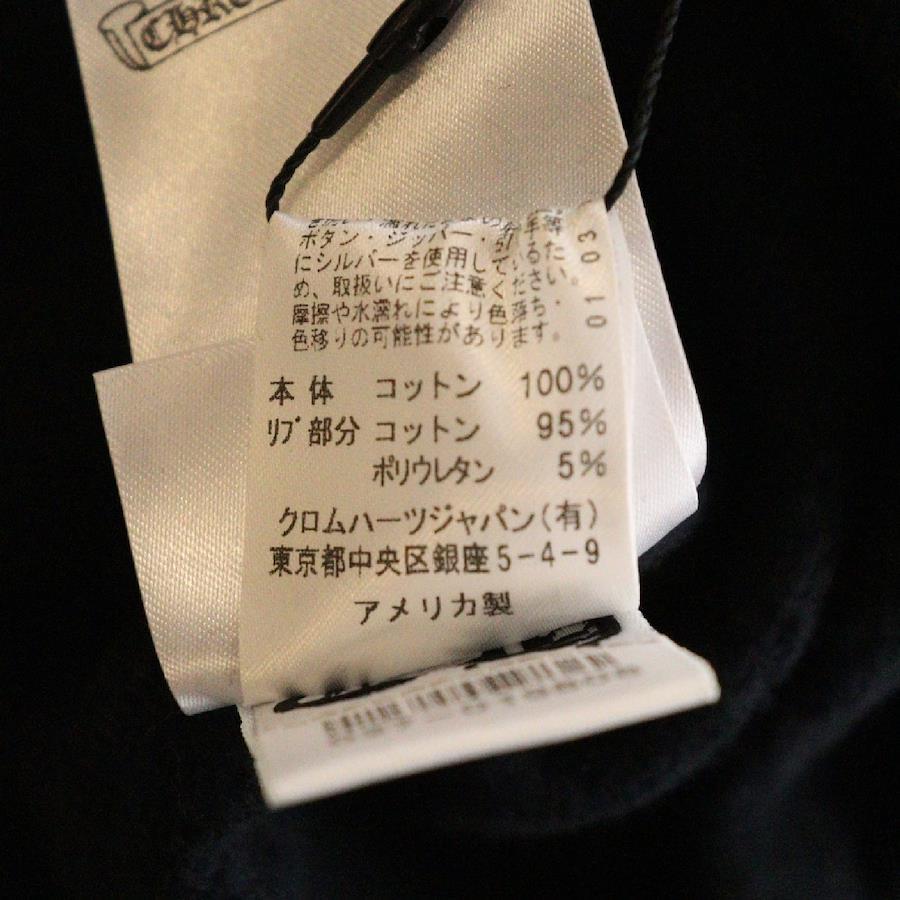 CHRO
ボタン・ジッパー・引手等
にシルバーを使用しているた
め、取扱いにご注意ください。
摩擦や水濡れにより色落ち・
色移りの可能性があります。
01 03
本体 コットン 100%
リブ部分 コットン 95%
ポリウレタン 5%
クロムハーツジャパン(有)
東京都中央区銀座5-4-9
アメリカ製